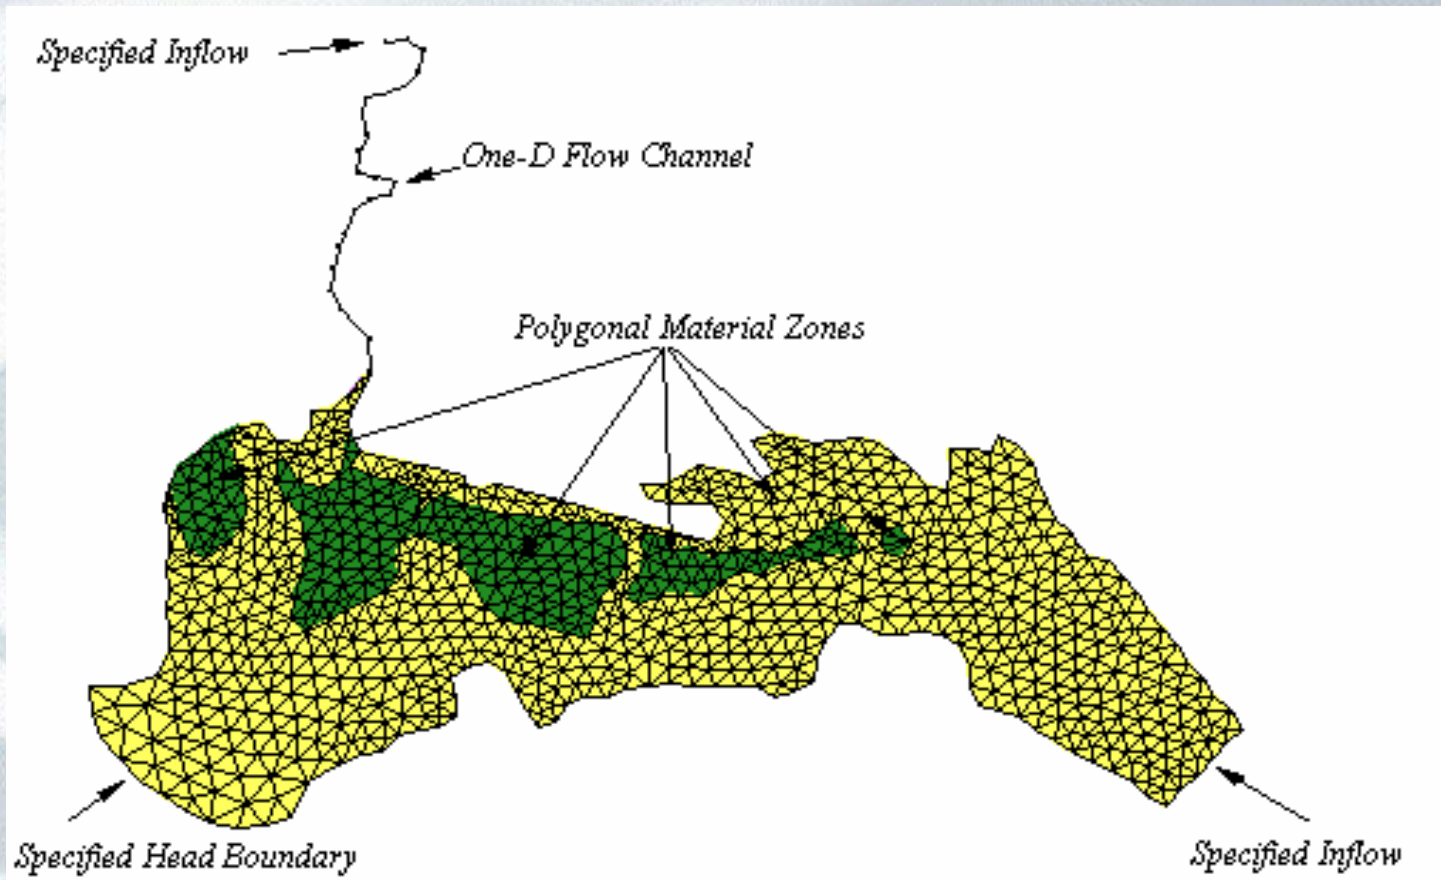 Specified Inflow
One-D Flow Channel
Polygonal Material Zones
Specified Head Boundary
Specified Inflow